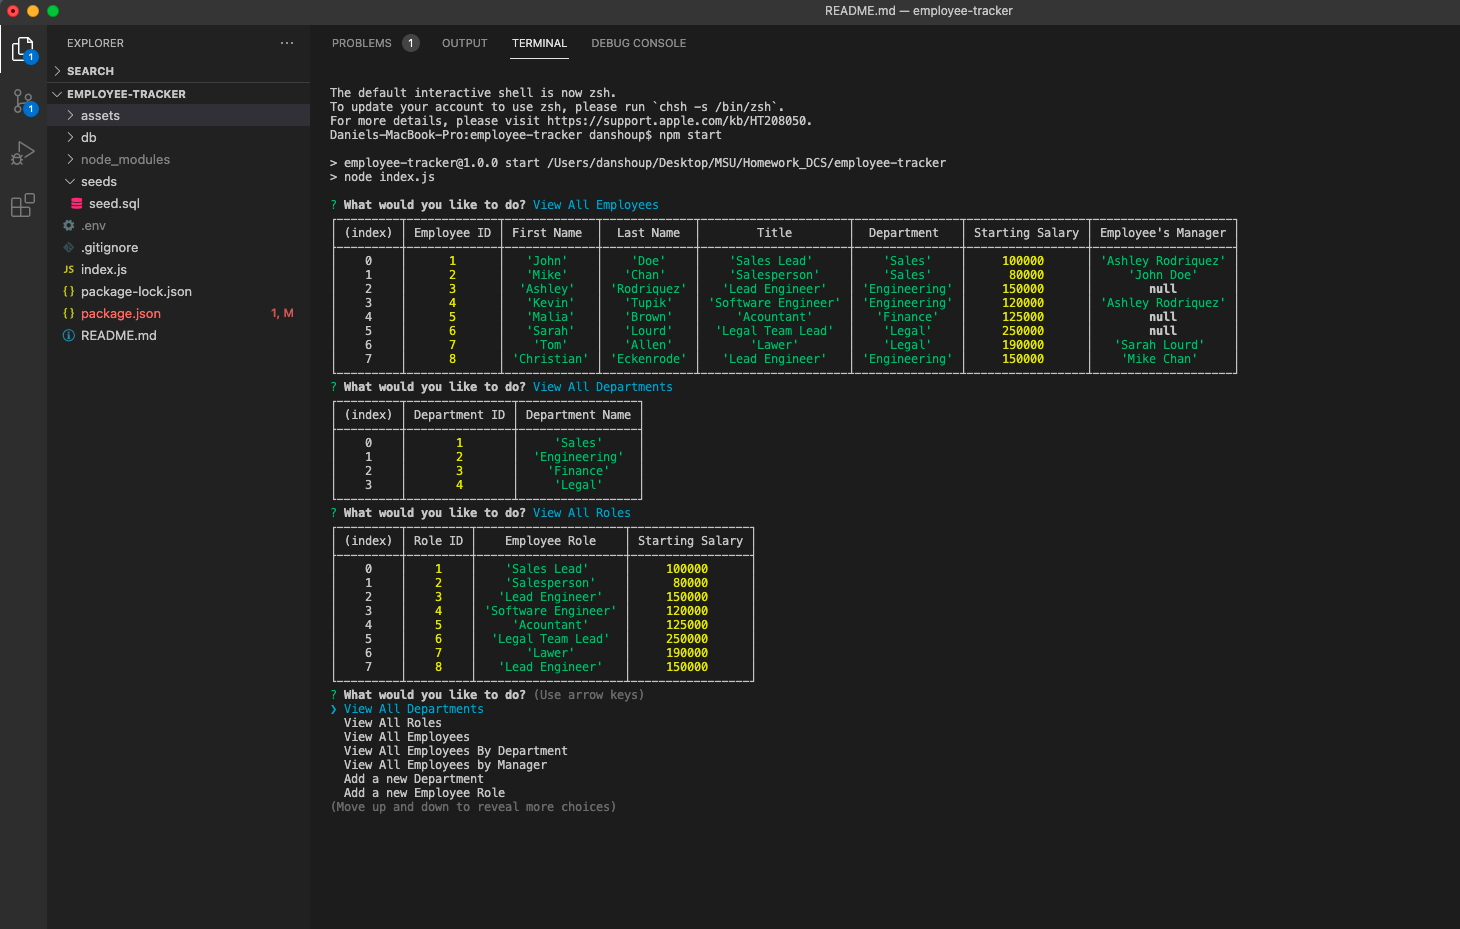 README.md — employee-tracker
EXPLORER
SEARCH
EMPLOYEE-TRACKER
assets
db
node_modules
seeds
seed.sql
.env
.gitignore
JS index.js
{} package-lock.json
{} package.json 1, M
README.md
1
1
PROBLEMS 1 OUTPUT TERMINAL DEBUG CONSOLE
The default interactive shell is now zsh.
To update your account to use zsh, please run `chsh -s /bin/zsh`.
For more details, please visit https://support.apple.com/kb/HT208050.
Daniels-MacBook-Pro:employee-tracker danshoup$ npm start
> employee-tracker@1.0.0 start /Users/danshoup/Desktop/MSU/Homework_DCS/employee-tracker
> node index.js
? What would you like to do? View All Employees
(index) Employee ID First Name Last Name Title Department Starting Salary Employee's Manager
0 1 'John' 'Doe' 'Sales Lead' 'Sales' 100000 'Ashley Rodriquez'
1 2 'Mike' 'Chan' 'Salesperson' 'Sales' 80000 'John Doe'
2 3 'Ashley' 'Rodriquez' 'Lead Engineer' 'Engineering' 150000 null
3 4 'Kevin' 'Tupik' 'Software Engineer' 'Engineering' 120000 'Ashley Rodriquez'
4 5 'Malia' 'Brown' 'Acountant' 'Finance' 125000 null
5 6 'Sarah' 'Lourd' 'Legal Team Lead' 'Legal' 250000 null
6 7 'Tom' 'Allen' 'Lawer' 'Legal' 190000 'Sarah Lourd'
7 8 'Christian' 'Eckenrode' 'Lead Engineer' 'Engineering' 150000 'Mike Chan'
? What would you like to do? View All Departments
(index) Department ID Department Name
0 1 'Sales'
1 2 'Engineering'
2 3 'Finance'
3 4 'Legal'
? What would you like to do? View All Roles
(index) Role ID Employee Role Starting Salary
0 1 'Sales Lead' 100000
1 2 'Salesperson' 80000
2 3 'Lead Engineer' 150000
3 4 'Software Engineer' 120000
4 5 'Acountant' 125000
5 6 'Legal Team Lead' 250000
6 7 'Lawer' 190000
7 8 'Lead Engineer' 150000
? What would you like to do? (Use arrow keys)
❯ View All Departments
View All Roles
View All Employees
View All Employees By Department
View All Employees by Manager
Add a new Department
Add a new Employee Role
(Move up and down to reveal more choices)